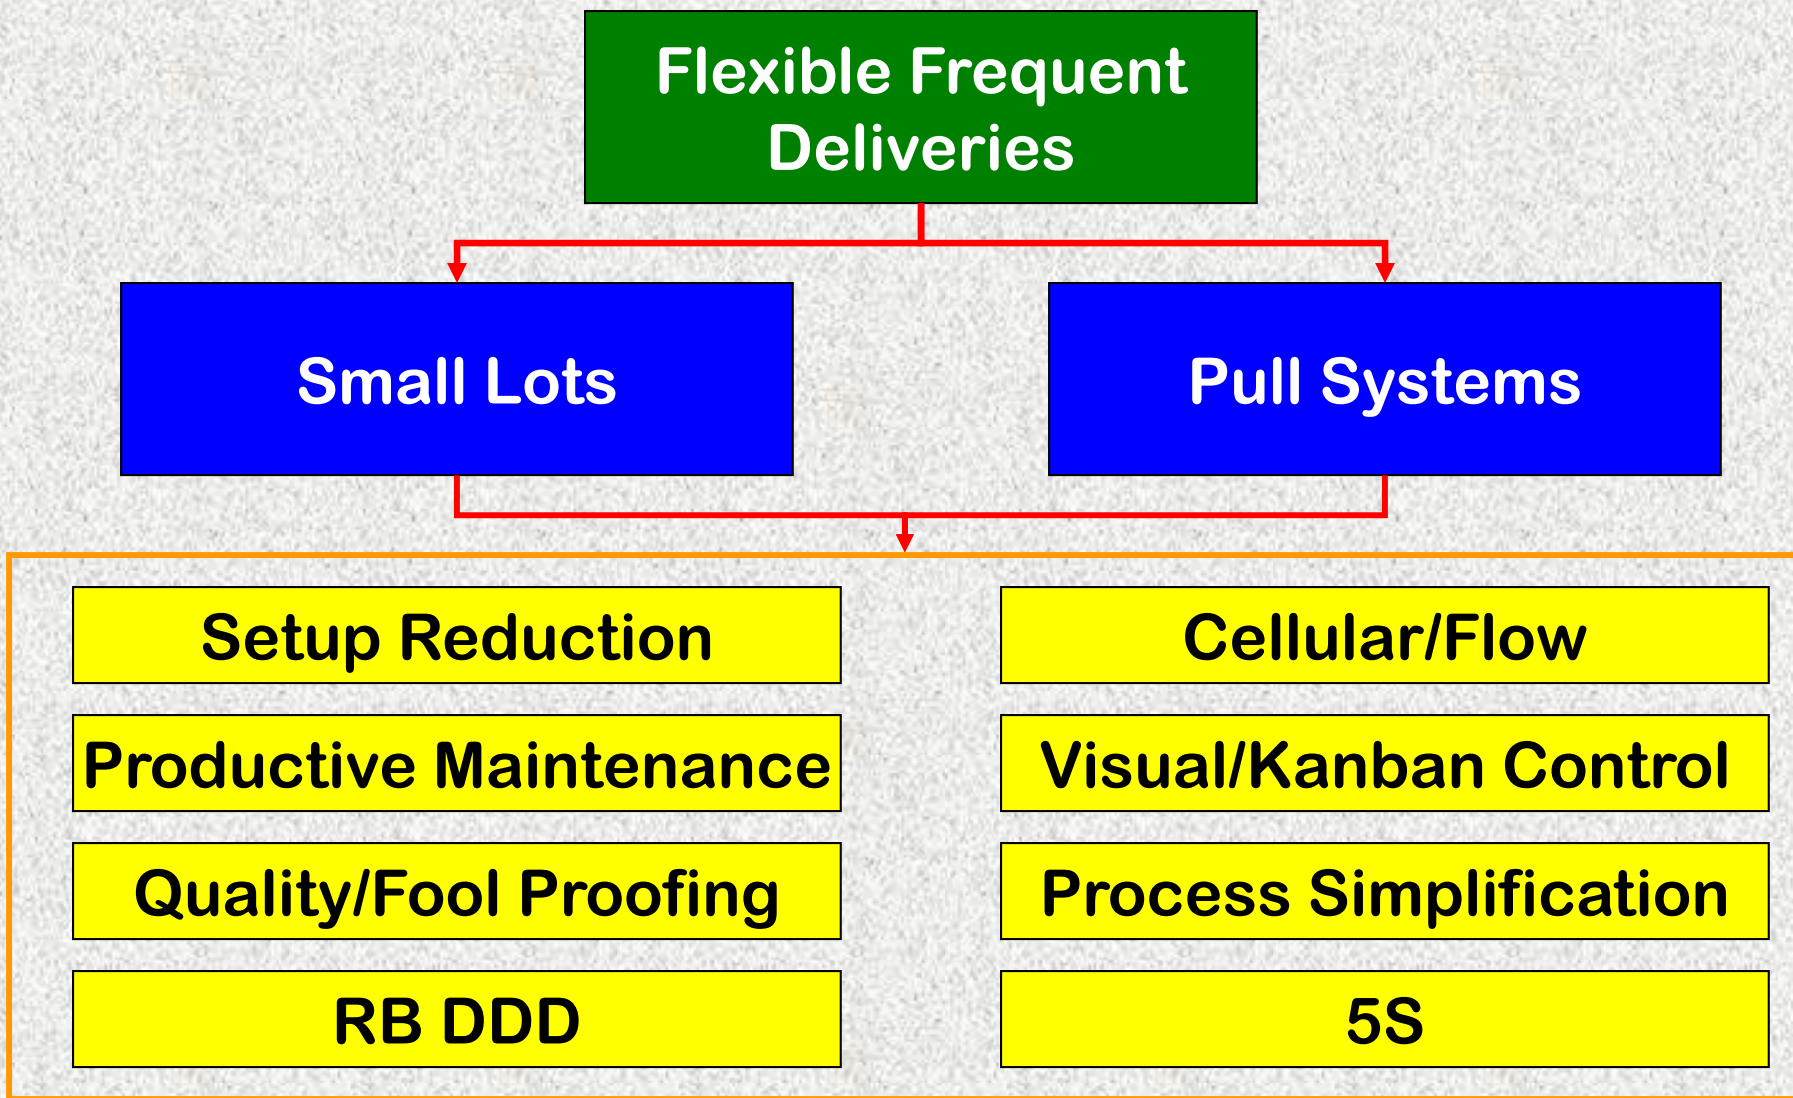 Flexible Frequent
Deliveries
Small Lots
Pull Systems
Setup Reduction
Cellular/Flow
Productive Maintenance
Visual/Kanban Control
Quality/Fool Proofing
Process Simplification
RB DDD
5S